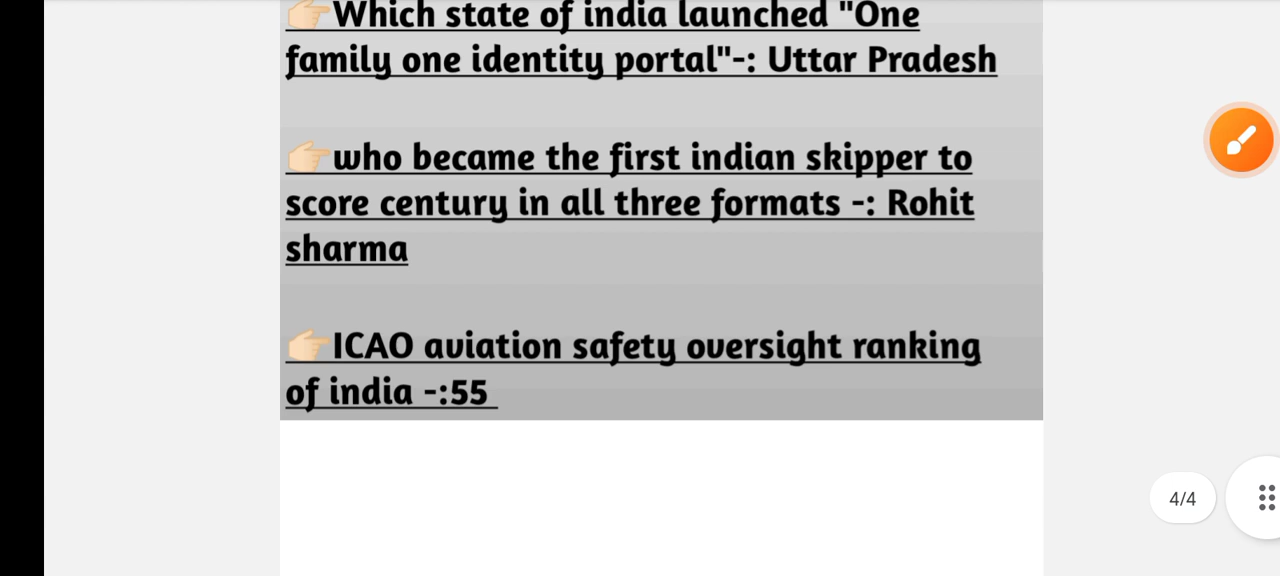 👉🏻Which state of india launched "One
family one identity portal"-: Uttar Pradesh
👉🏻who became the first indian skipper to
score century in all three formats -: Rohit
sharma
👉🏻ICAO aviation safety oversight ranking
of india -:55
4/4